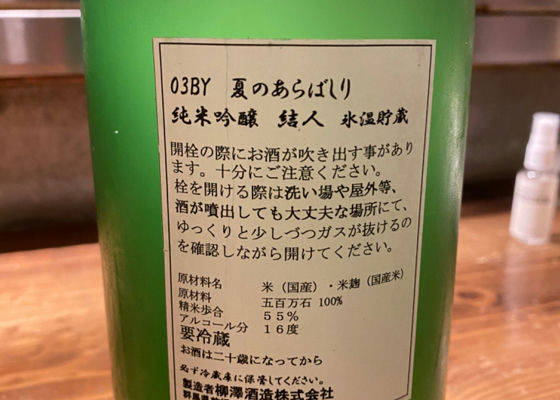 03BY 夏のあらばしり
純米吟醸 結人 氷温貯蔵
開栓の際にお酒が吹き出す事があり
ます。十分にご注意ください。
栓を開ける際は洗い場や屋外等、
酒が噴出しても大丈夫な場所にて、
ゆっくりと少しづつガスが抜けるの
を確認しながら開けてください。
原材料名 米（国産）・米麹（国産米）
原材料 五百万石 100%
精米歩合 55%
アルコール分 16度
要冷蔵
お酒は二十歳になってから
必ず冷蔵庫に保管してください。
製造者柳澤酒造株式会社